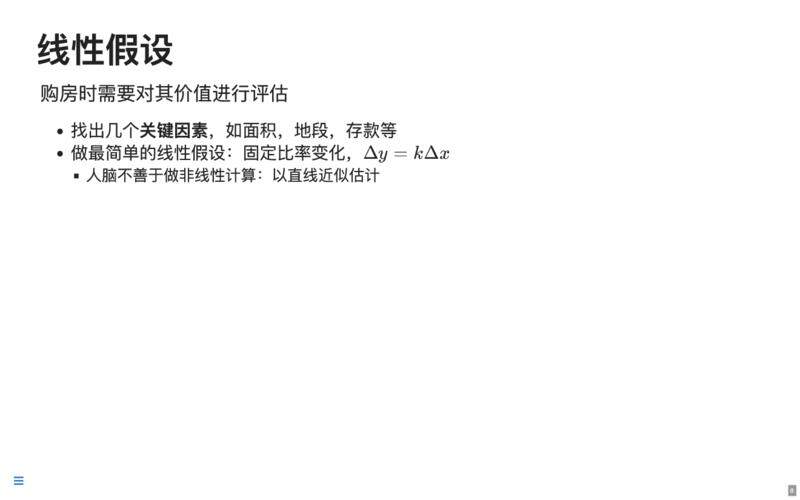 线性假设
购房时需要对其价值进行评估
• 找出几个关键因素，如面积，地段，存款等
• 做最简单的线性假设：固定比率变化，Δy = kΔx
▪ 人脑不善于做非线性计算：以直线近似估计